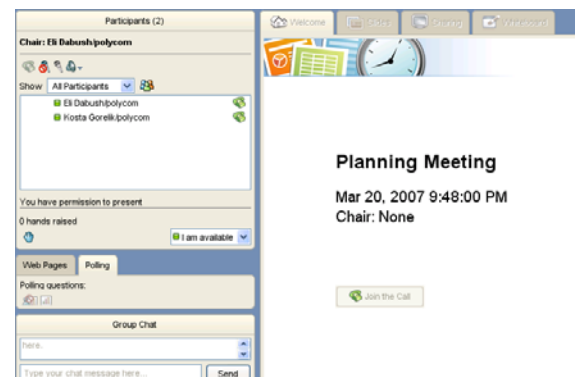 Participants (2)
Chair: Eli Dabush/polycom
Show All Participants
Eli Dabush/polycom
Kosta Gorelik/polycom
You have permission to present
0 hands raised
I am available
Web Pages Polling
Polling questions:
Group Chat
here.
Type your chat message here... Send
Welcome Slides Sharing Whiteboard
Planning Meeting
Mar 20, 2007 9:48:00 PM
Chair: None
Join the Call